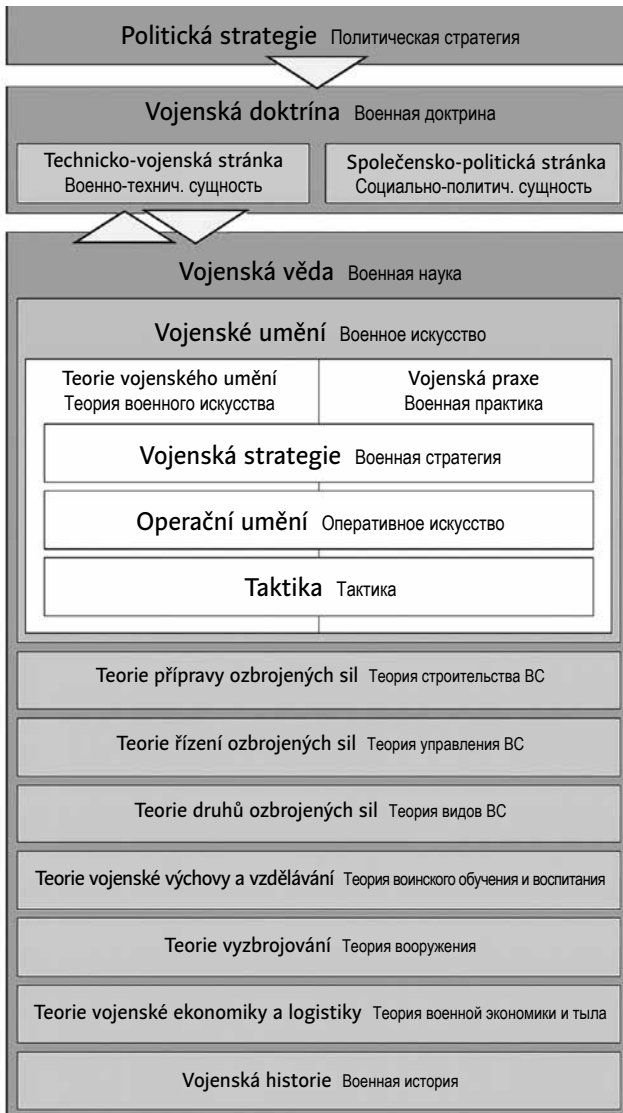 Politická strategie Политическая стратегия
Vojenská doktrína Военная доктрина
Technicko-vojenská stránka
Военно-технич. сущность
Společensko-politická stránka
Социально-политич. сущность
Vojenská věda Военная наука
Vojenské umění Военное искусство
Teorie vojenského umění
Теория военного искусства
Vojenská praxe
Военная практика
Vojenská strategie Военная стратегия
Operační umění Оперативное искусство
Taktika Тактика
Teorie přípravy ozbrojených sil Теория строительства ВС
Teorie řízení ozbrojených sil Теория управления ВС
Teorie druhů ozbrojených sil Теория видов ВС
Teorie vojenské výchovy a vzdělávání Теория воинского обучения и воспитания
Teorie vyzbrojování Теория вооружения
Teorie vojenské ekonomiky a logistiky Теория военной экономики и тыла
Vojenská historie Военная история